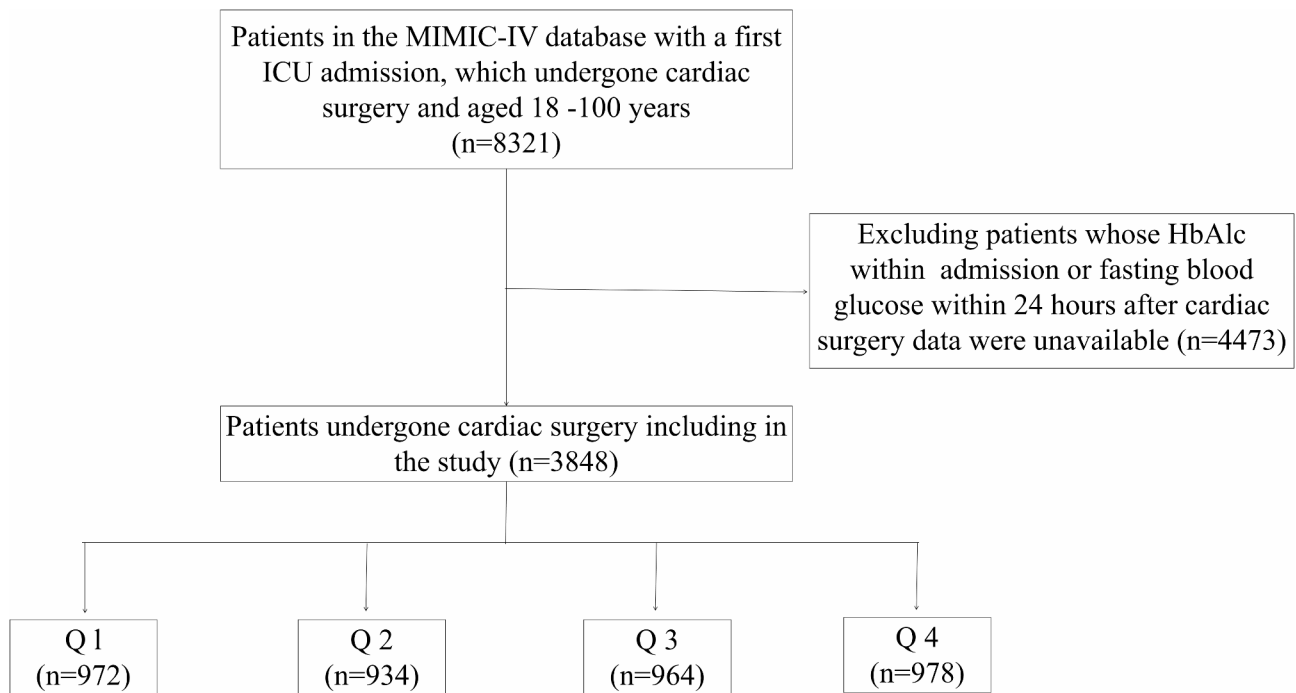 Patients in the MIMIC-IV database with a first
ICU admission, which undergone cardiac
surgery and aged 18 -100 years
(n=8321)
Excluding patients whose HbAlc
within  admission or fasting blood
glucose within 24 hours after cardiac
surgery data were unavailable (n=4473)
Patients undergone cardiac surgery including in
the study (n=3848)
Q 1
(n=972)
Q 2
(n=934)
Q 3
(n=964)
Q 4
(n=978)